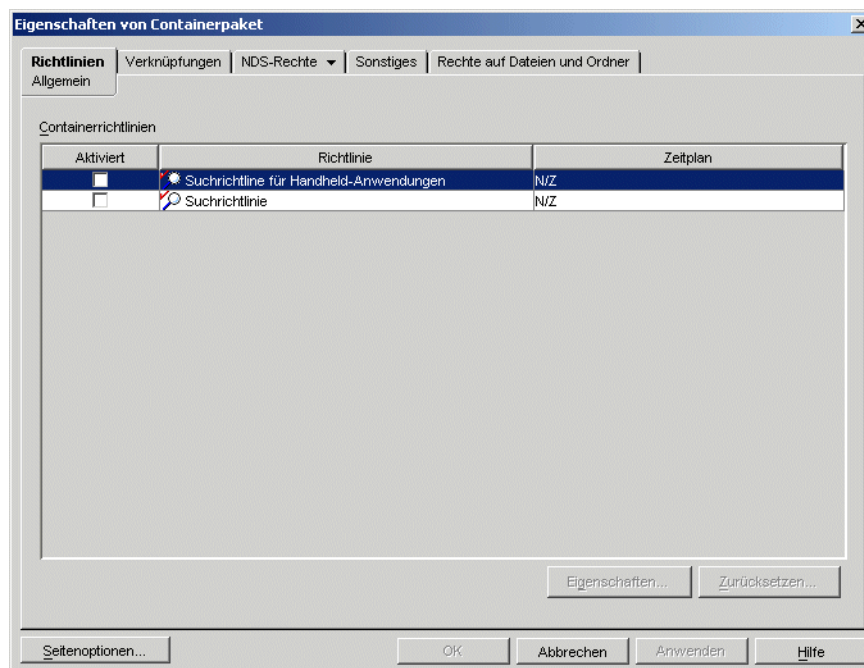 Eigenschaften von Containerpaket
Richtlinien Verknüpfungen NDS-Rechte Sonstiges Rechte auf Dateien und Ordner
Allgemein
Containerrichtlinien
Aktiviert Richtlinie Zeitplan
Suchrichtline für Handheld-Anwendungen N/Z
Suchrichtlinie N/Z
Eigenschaften... Zurücksetzen...
Seitenoptionen... OK Abbrechen Anwenden Hilfe